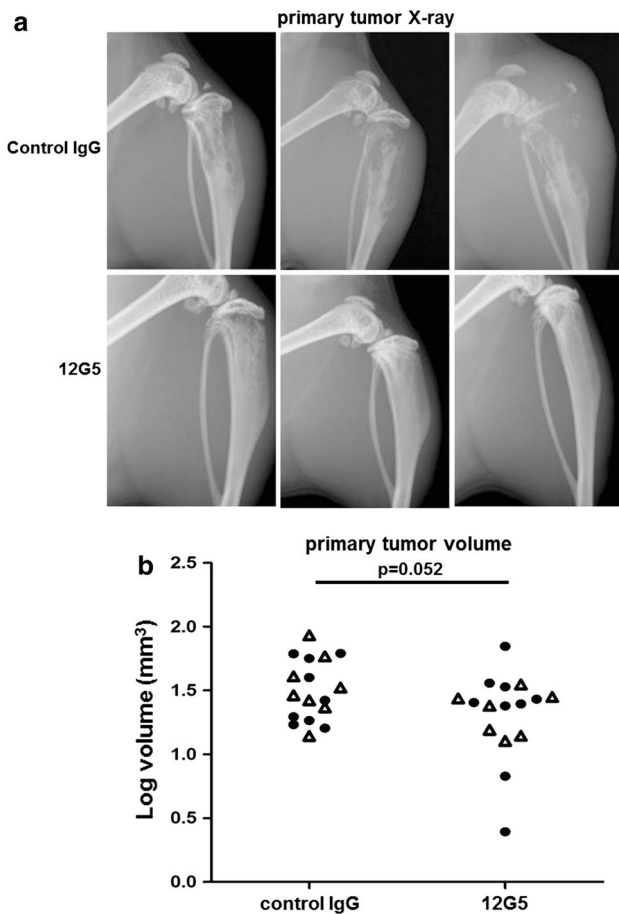 a
primary tumor X-ray
Control IgG
12G5
b
primary tumor volume
p=0.052
Log volume (mm³)
2.5
2.0
1.5
1.0
0.5
0.0
control IgG
12G5